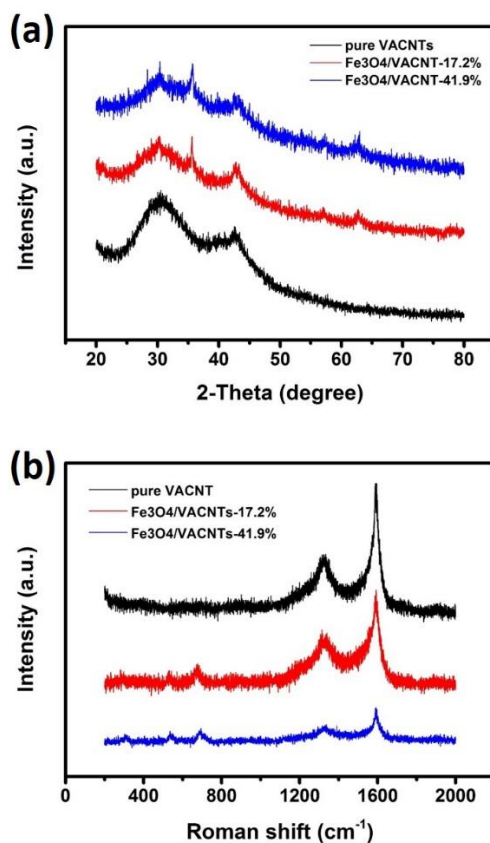 (a)
pure VACNTs
Fe3O4/VACNT-17.2%
Fe3O4/VACNT-41.9%
Intensity (a.u.)
20 30 40 50 60 70 80
2-Theta (degree)
(b)
pure VACNT
Fe3O4/VACNTs-17.2%
Fe3O4/VACNTs-41.9%
Intensity (a.u.)
0 400 800 1200 1600 2000
Roman shift (cm⁻¹)